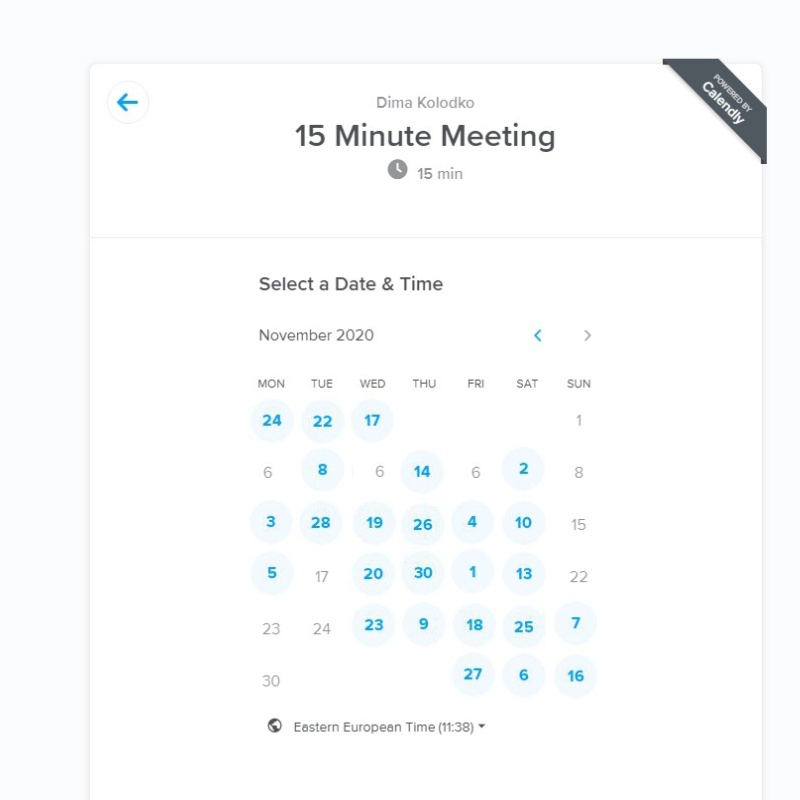 POWERED BY
Calendly
Dima Kolodko
15 Minute Meeting
15 min
Select a Date & Time
November 2020
MON TUE WED THU FRI SAT SUN
24 22 17 1
6 8 6 14 6 2 8
3 28 19 26 4 10 15
5 17 20 30 1 13 22
23 24 23 9 18 25 7
30 27 6 16
Eastern European Time (11:38)